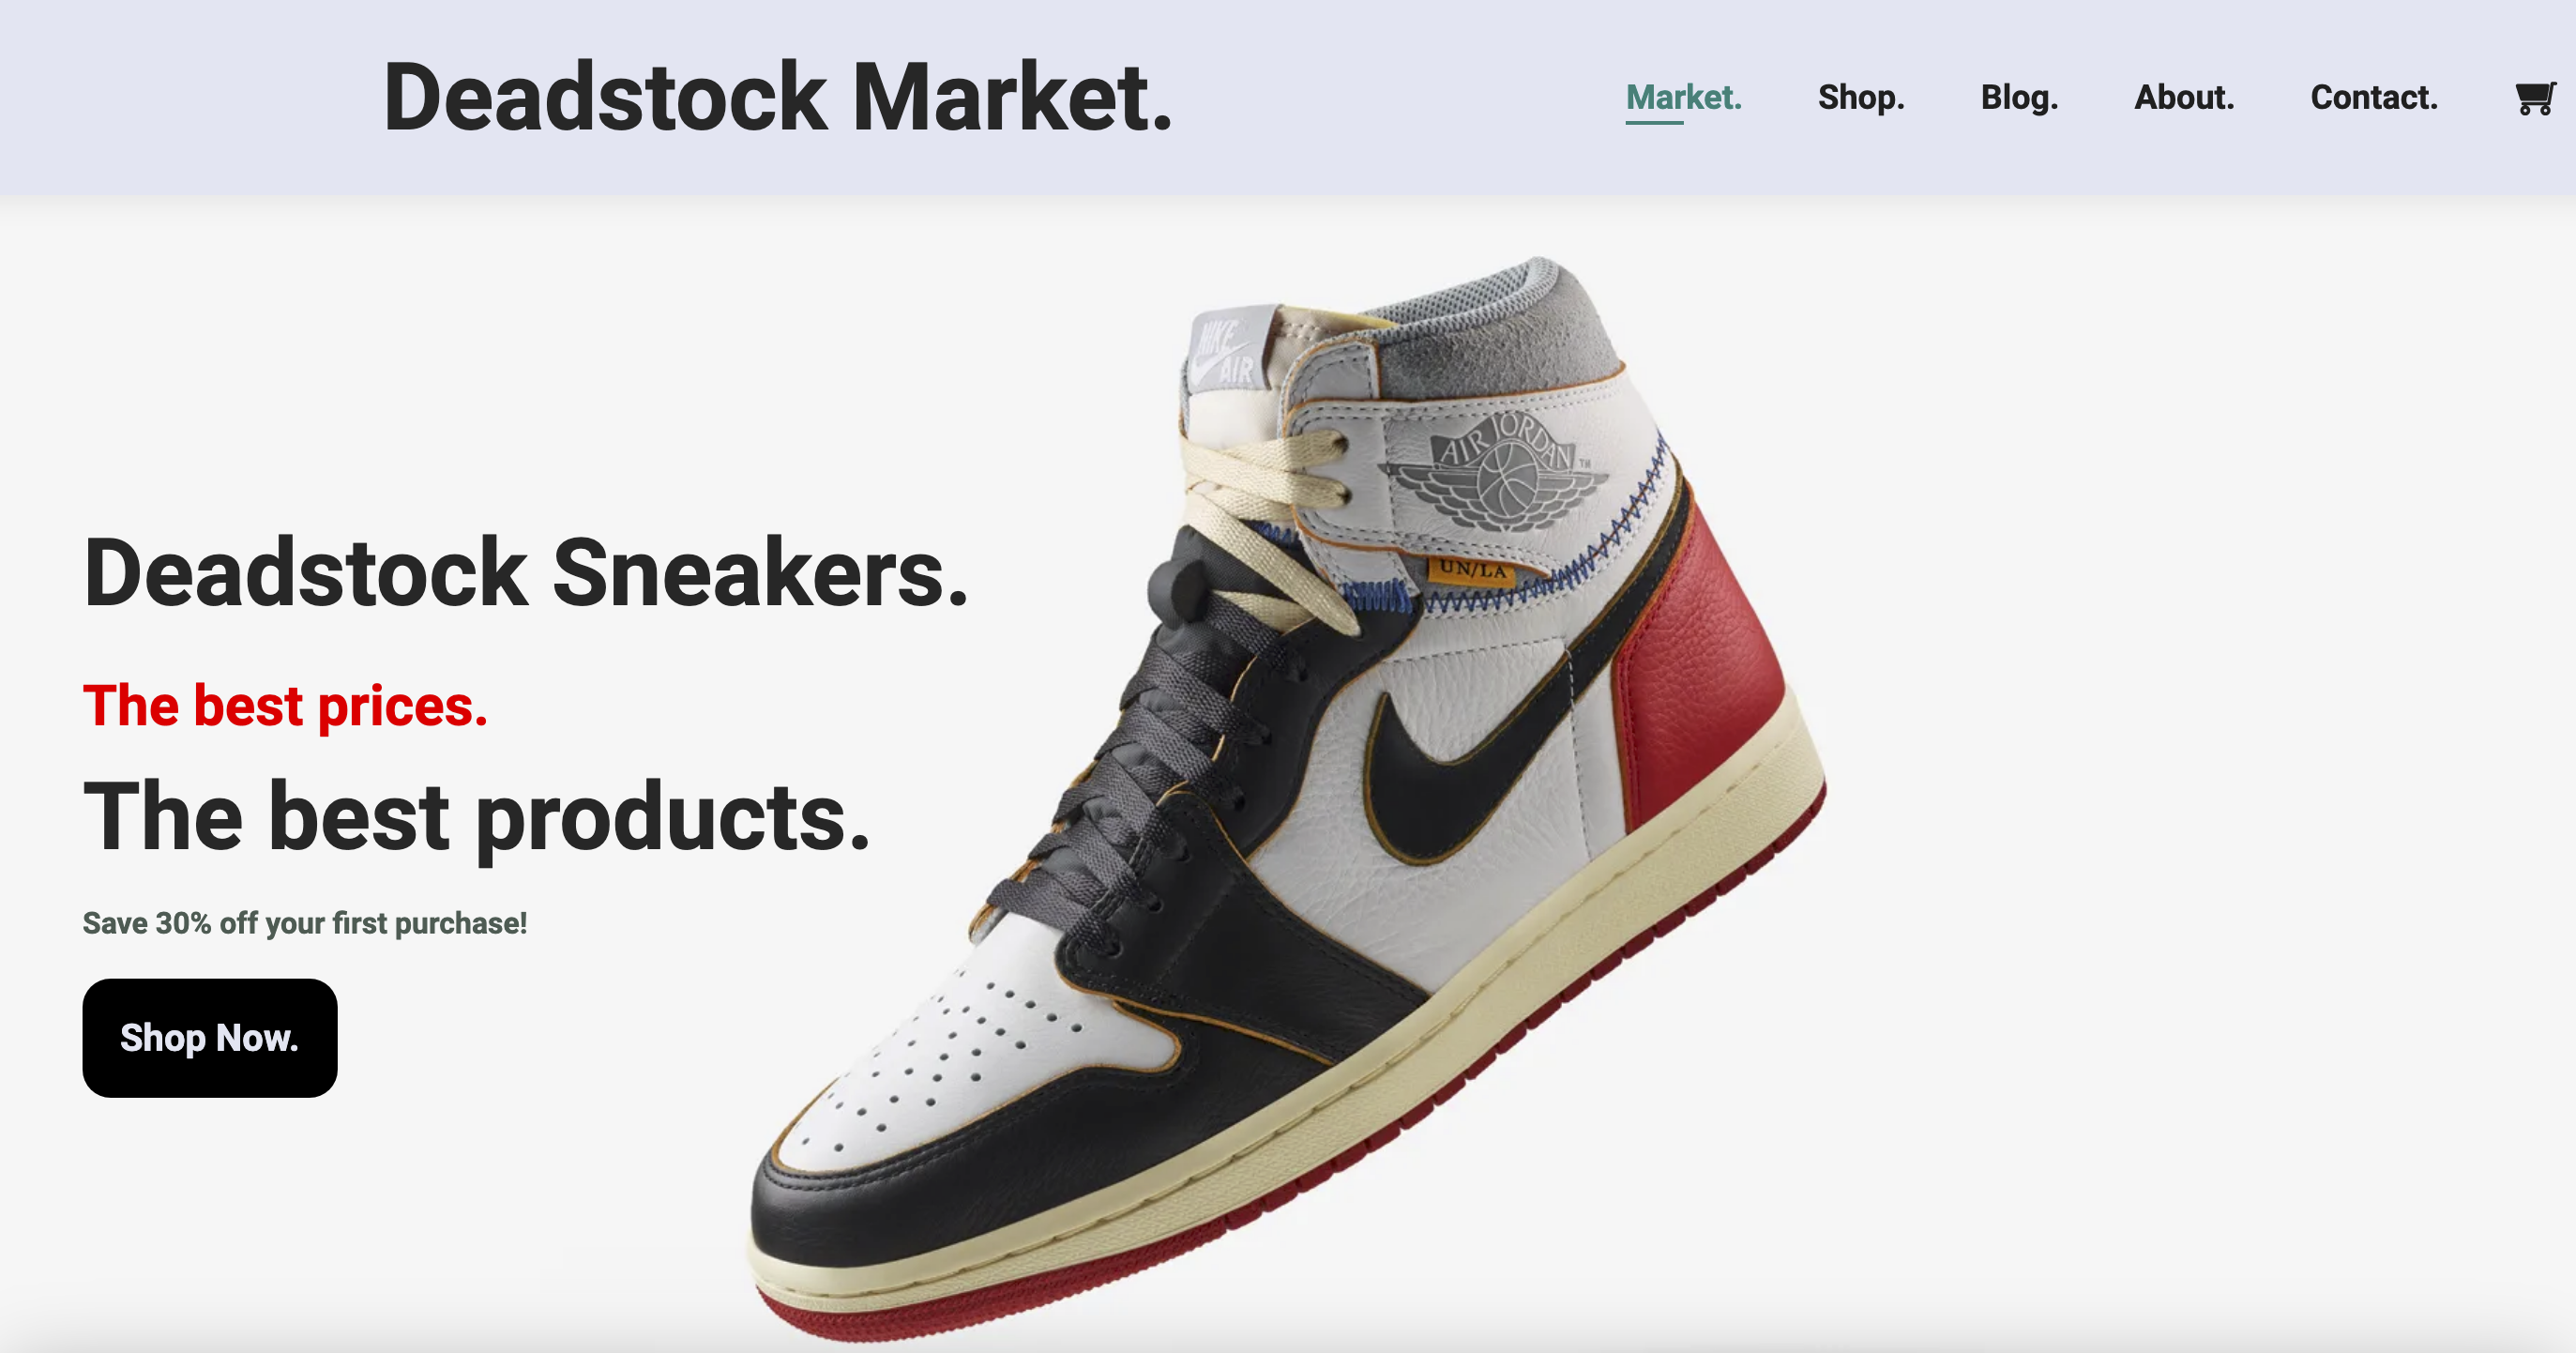 Deadstock Market.
Market. Shop. Blog. About. Contact.
NIKE
AIR
AIR JORDAN
TM
UN/LA
Deadstock Sneakers.
The best prices.
The best products.
Save 30% off your first purchase!
Shop Now.